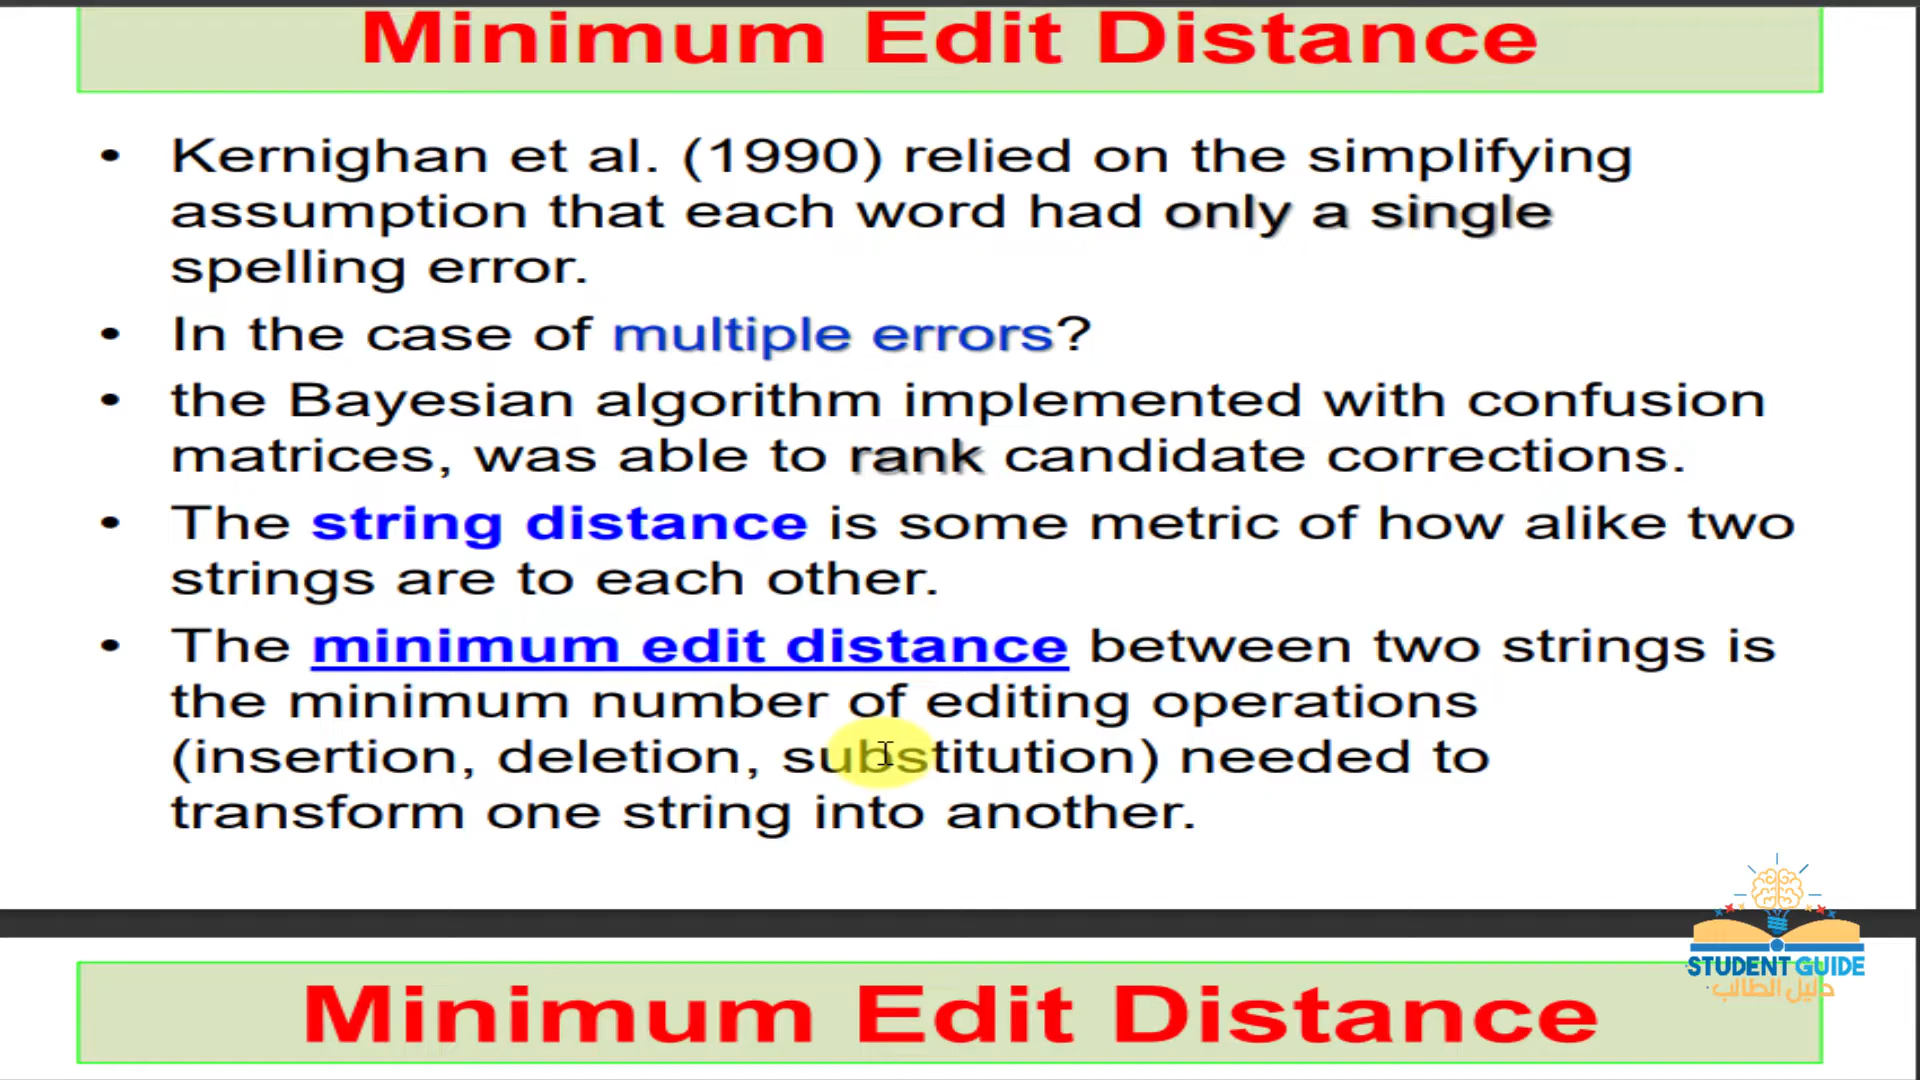 Minimum Edit Distance
• Kernighan et al. (1990) relied on the simplifying
assumption that each word had only a single
spelling error.
• In the case of multiple errors?
• the Bayesian algorithm implemented with confusion
matrices, was able to rank candidate corrections.
• The string distance is some metric of how alike two
strings are to each other.
• The minimum edit distance between two strings is
the minimum number of editing operations
(insertion, deletion, substitution) needed to
transform one string into another.
STUDENT GUIDE
دليل الطالب
Minimum Edit Distance